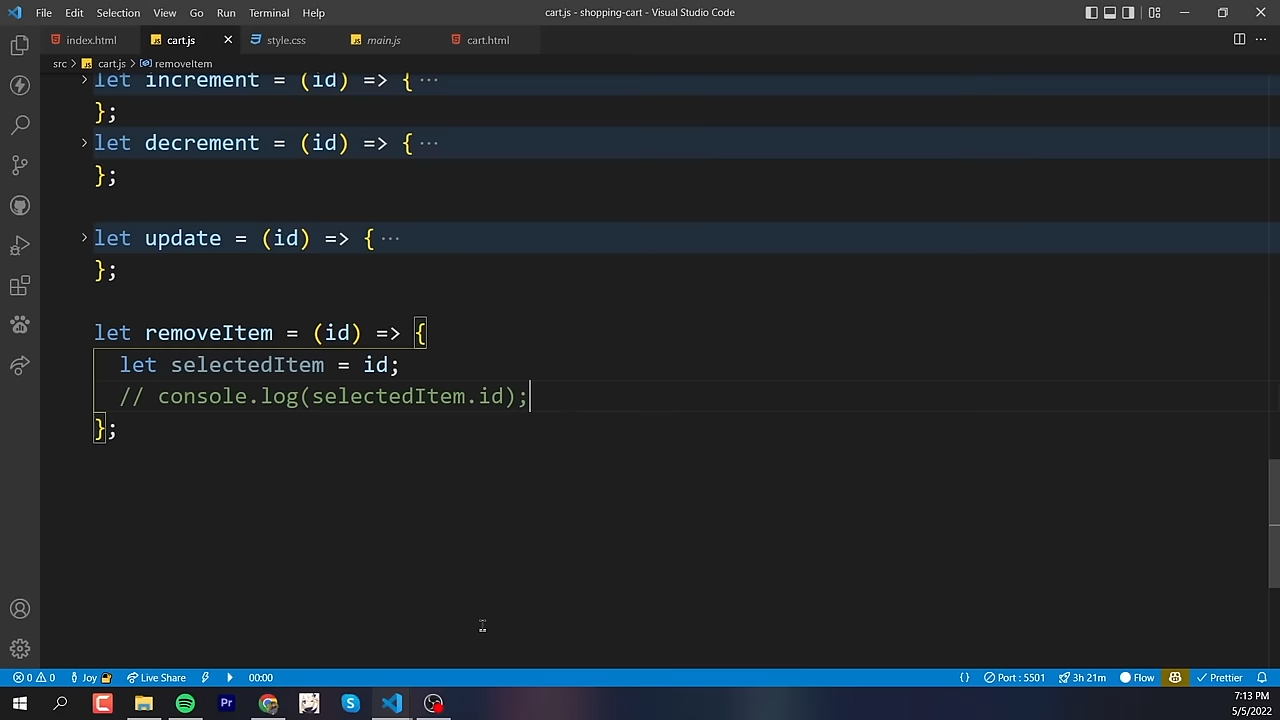 File Edit Selection View Go Run Terminal Help cart.js - shopping-cart - Visual Studio Code
index.html cart.js style.css main.js cart.html
src > cart.js > removeItem
let increment = (id) => { ···
};
let decrement = (id) => { ···
};
let update = (id) => { ···
};
let removeItem = (id) => {
let selectedItem = id;
// console.log(selectedItem.id);
};
0 0 Joy Live Share 00:00 {} Port : 5501 3h 21m Flow Prettier
Pr
7:13 PM
5/5/2022